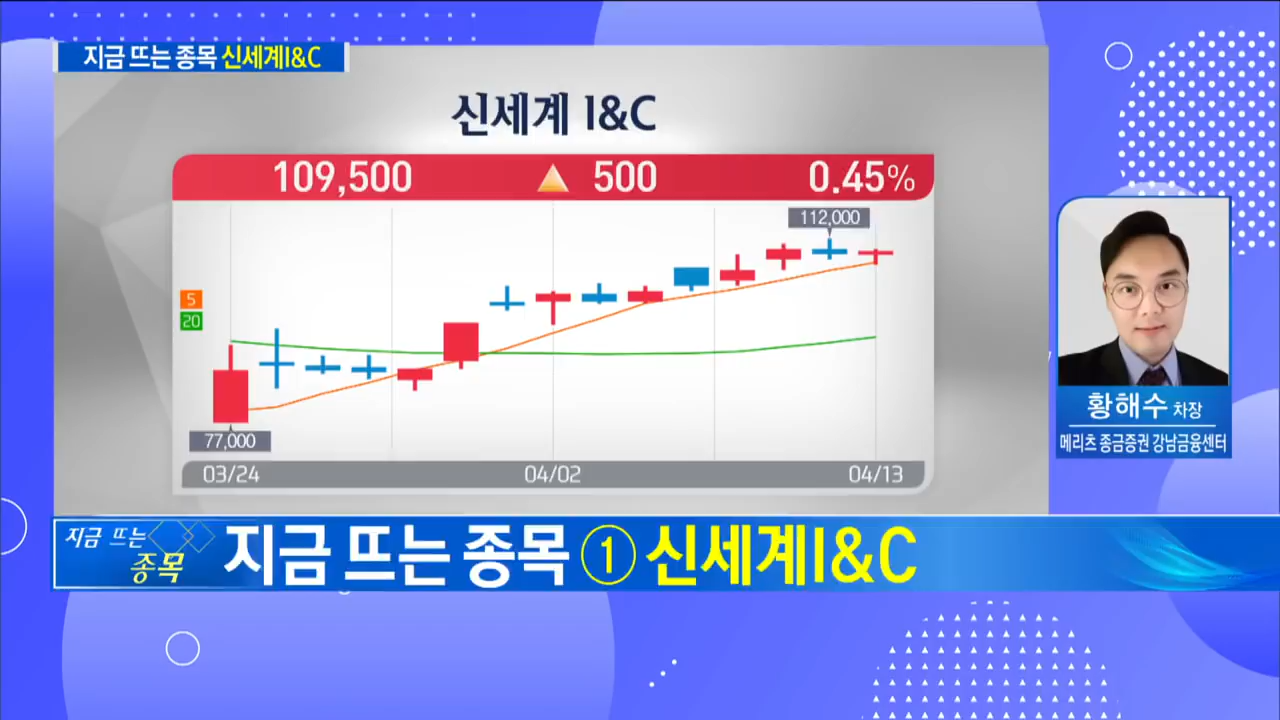 지금 뜨는 종목 신세계I&C
신세계 I&C
109,500 ▲ 500 0.45%
112,000
5
20
77,000
03/24 04/02 04/13
황해수 차장
메리츠 종금증권 강남금융센터
지금 뜨는 종목
지금 뜨는 종목 ① 신세계I&C